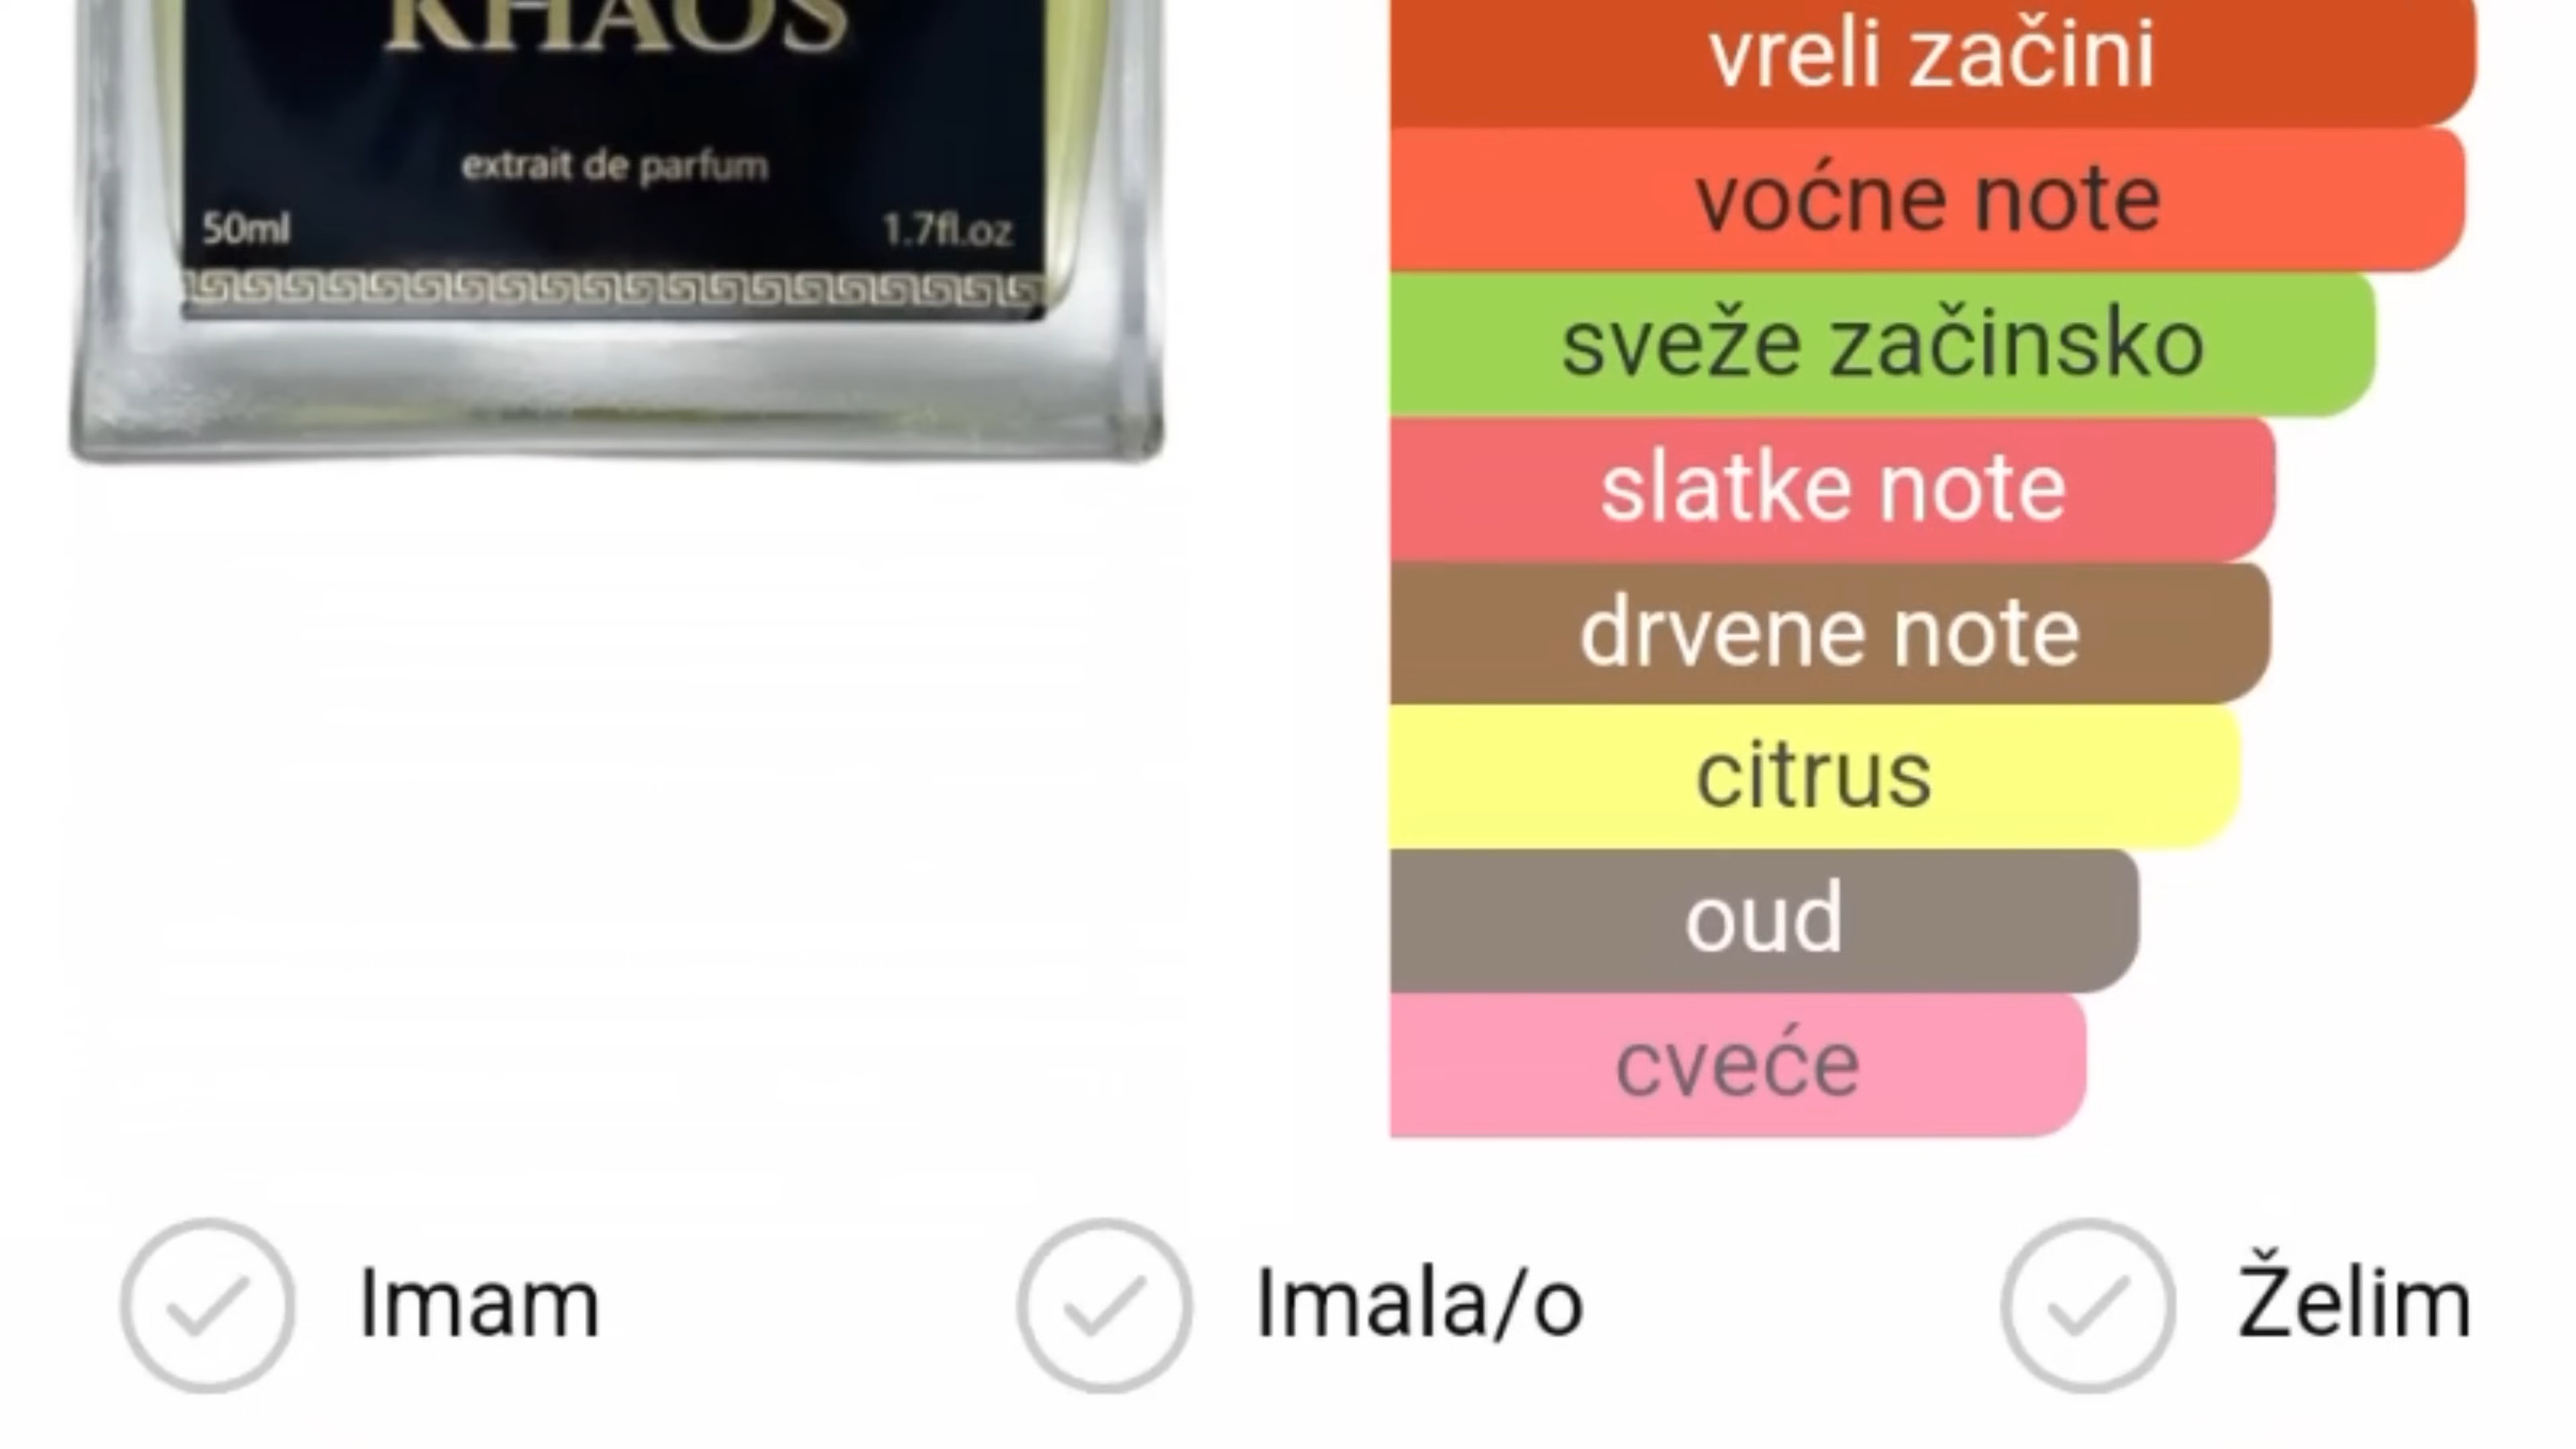 KHAOS
extrait de parfum
50ml 1.7fl.oz
vreli začini
voćne note
sveže začinsko
slatke note
drvene note
citrus
oud
cveće
Imam Imala/o Želim